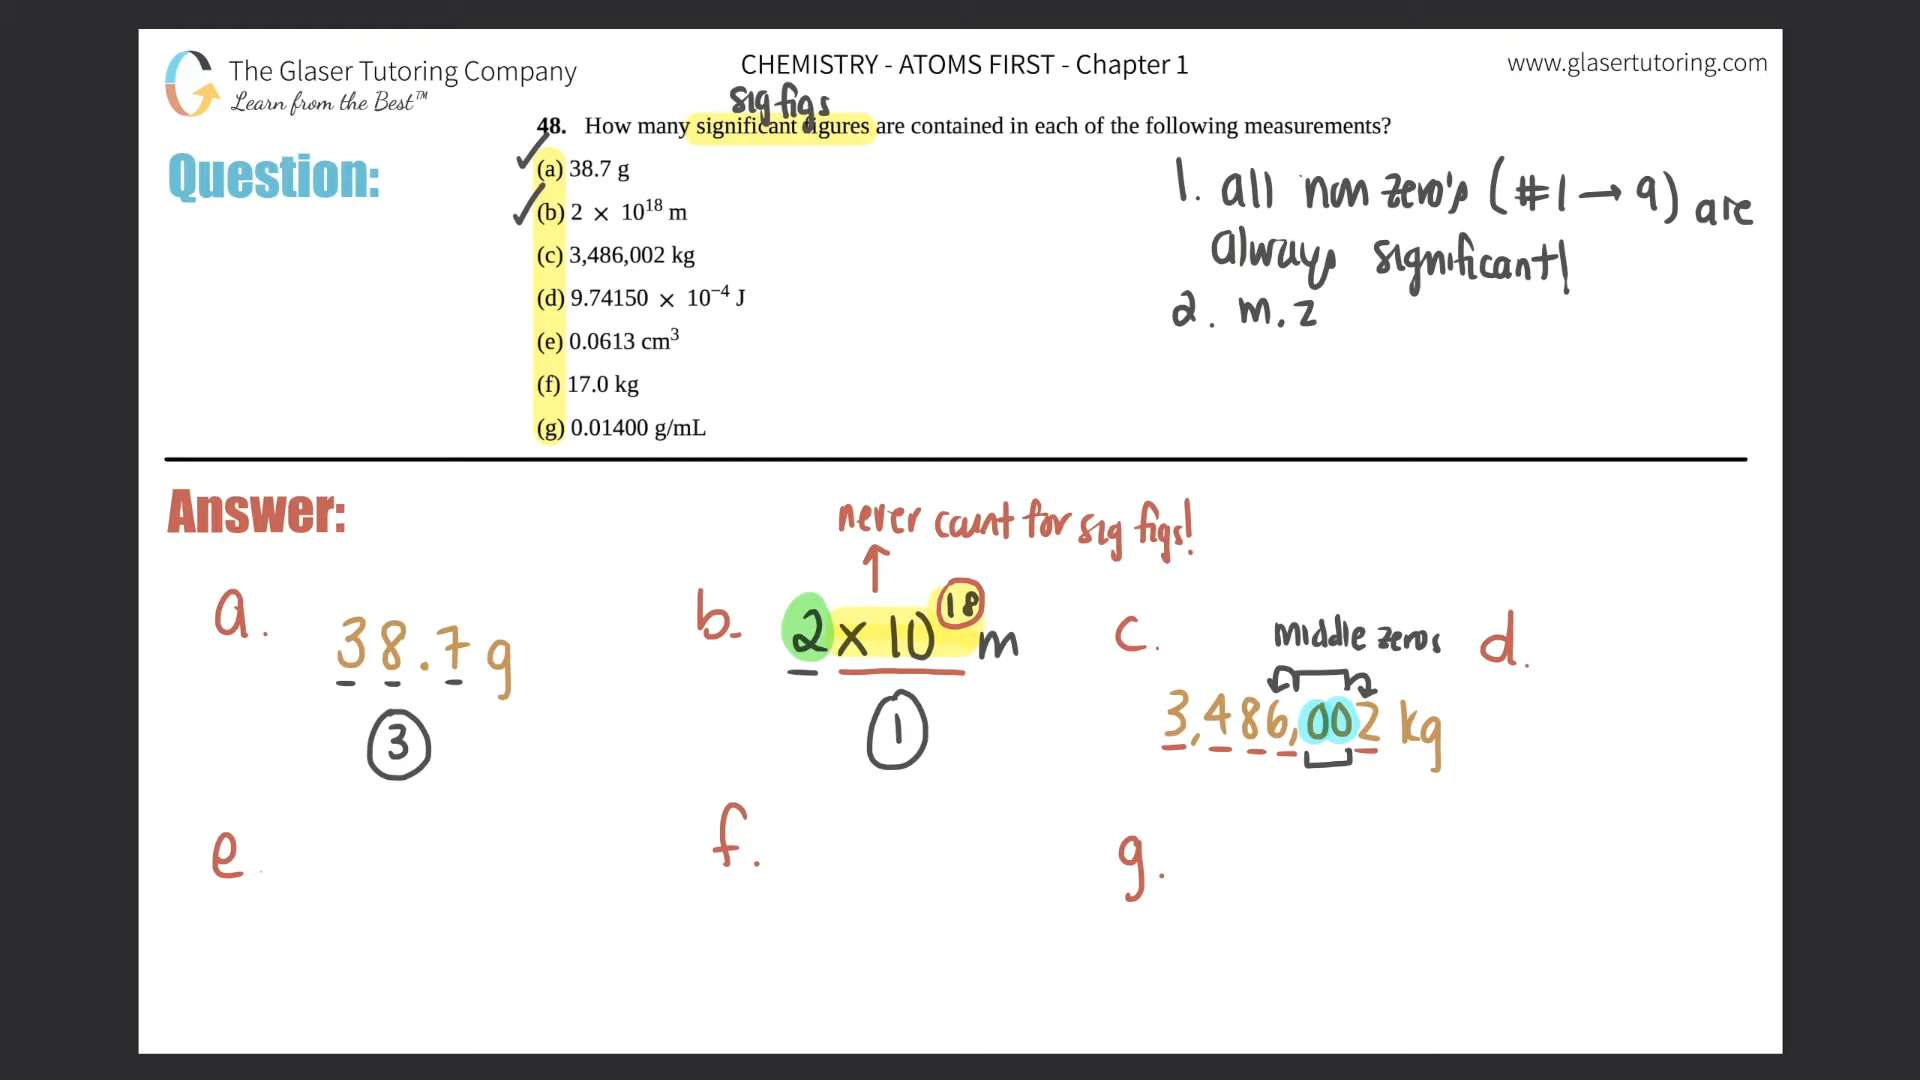 The Glaser Tutoring Company
Learn from the Best™
CHEMISTRY - ATOMS FIRST - Chapter 1
www.glasertutoring.com
sig figs
Question:
48. How many significant figures are contained in each of the following measurements?
(a) 38.7 g
(b) 2 × 10¹⁸ m
(c) 3,486,002 kg
(d) 9.74150 × 10⁻⁴ J
(e) 0.0613 cm³
(f) 17.0 kg
(g) 0.01400 g/mL
1. all non zero's (#1 → 9) are
always significant!
2. m.z
Answer:
never count for sig figs!
a. 38.7 g
3
b. 2 × 10¹⁸ m
1
c. middle zeros
3,486,002 kg
d.
e.
f.
g.